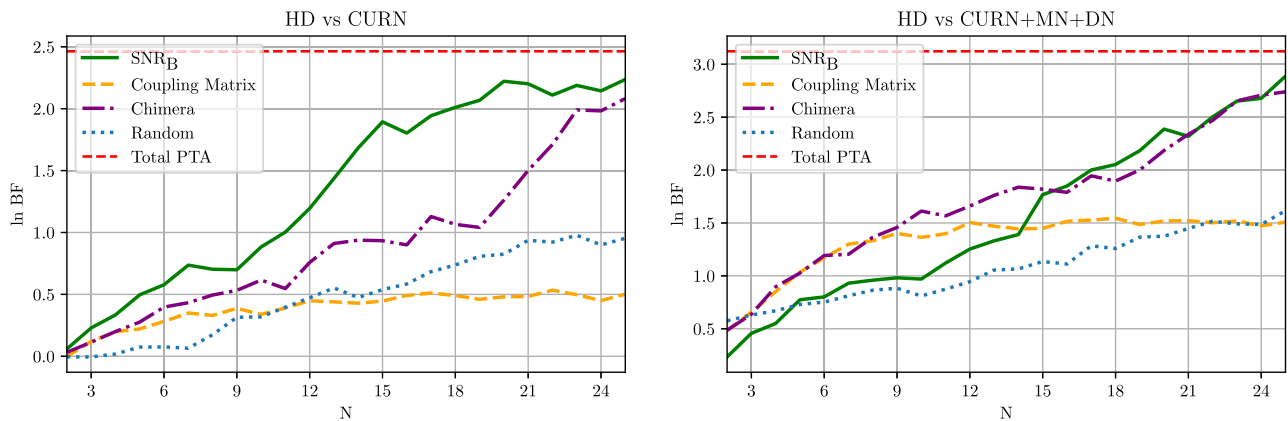 HD vs CURN
ln BF
2.5
2.0
1.5
1.0
0.5
0.0
SNR_B
Coupling Matrix
Chimera
Random
Total PTA
3 6 9 12 15 18 21 24
N
HD vs CURN+MN+DN
ln BF
3.0
2.5
2.0
1.5
1.0
0.5
SNR_B
Coupling Matrix
Chimera
Random
Total PTA
3 6 9 12 15 18 21 24
N